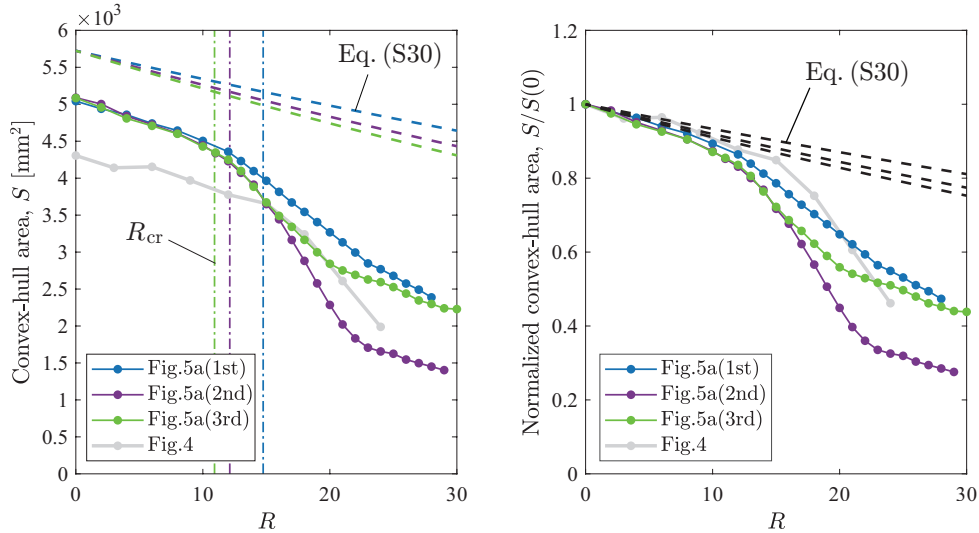 ×10³
6
5.5
5
4.5
4
3.5
3
2.5
2
1.5
1
0.5
0
0
10
20
30
Convex-hull area, S [mm²]
R
Eq. (S30)
R_cr
Fig.5a(1st)
Fig.5a(2nd)
Fig.5a(3rd)
Fig.4
1.2
1
0.8
0.6
0.4
0.2
0
0
10
20
30
Normalized convex-hull area, S/S(0)
R
Eq. (S30)
Fig.5a(1st)
Fig.5a(2nd)
Fig.5a(3rd)
Fig.4